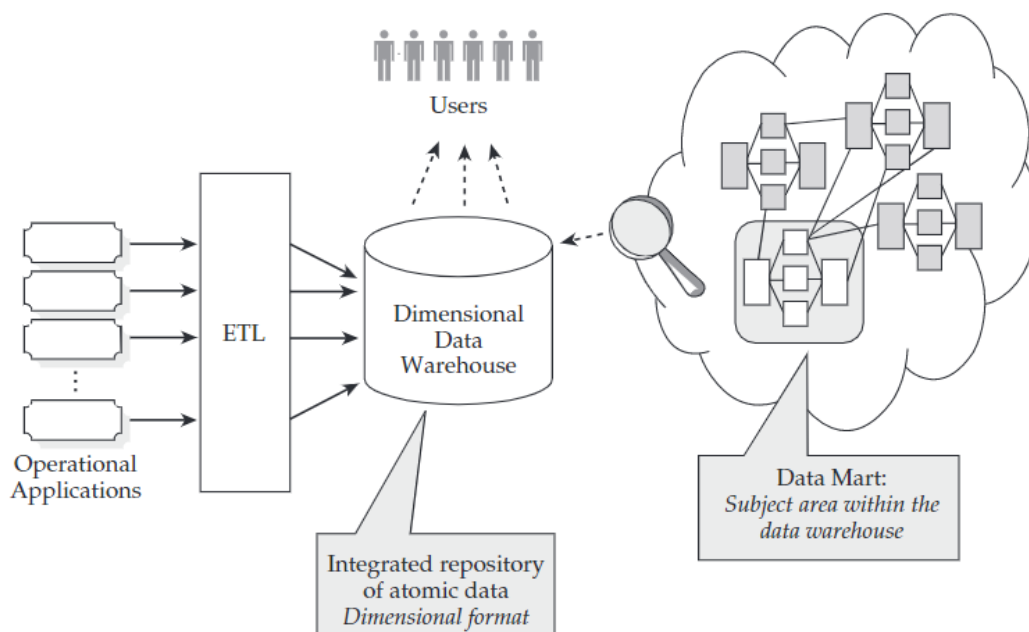 Users
ETL
Dimensional
Data
Warehouse
Operational
Applications
Data Mart:
Subject area within the
data warehouse
Integrated repository
of atomic data
Dimensional format